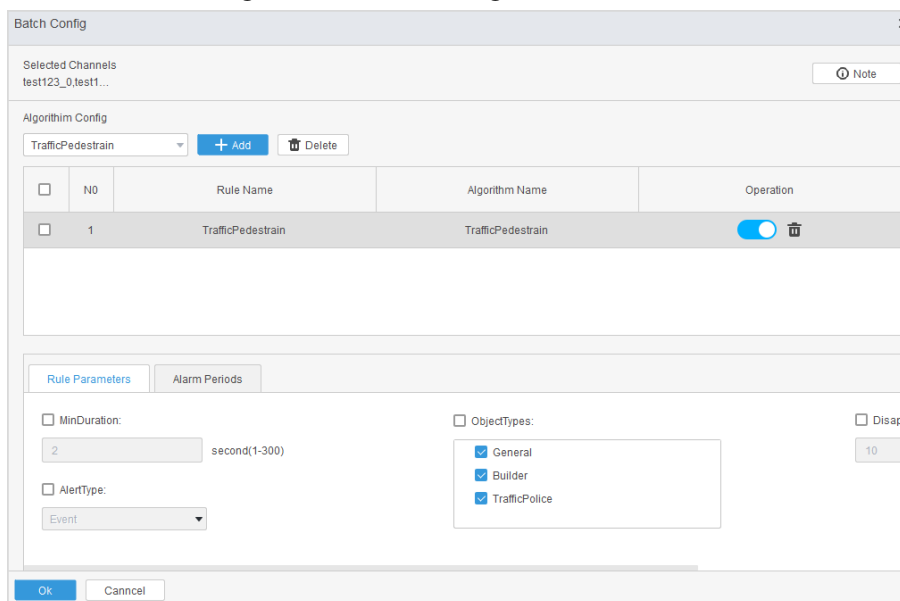 Batch Config
Selected Channels
test123_0,test1...
Note
Algorithim Config
TrafficPedestrain
Add
Delete
N0 Rule Name Algorithm Name Operation
1 TrafficPedestrain TrafficPedestrain
Rule Parameters Alarm Periods
MinDuration: ObjectTypes: Disap
2 second(1-300) General 10
Builder
AlertType: TrafficPolice
Event
Ok Canncel